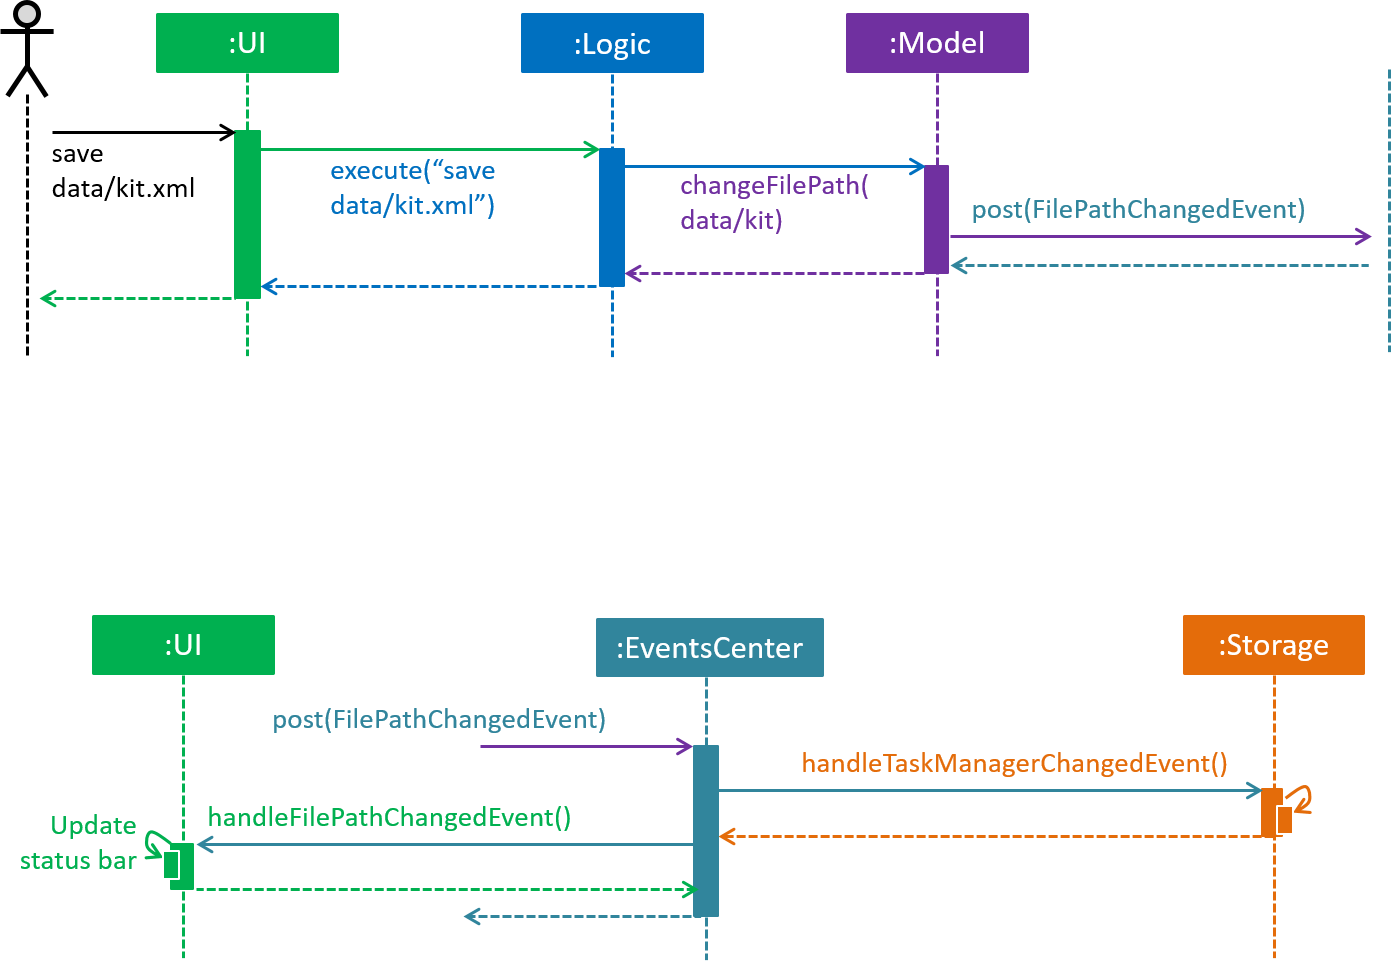 :UI
:Logic
:Model
save
data/kit.xml
execute(“save
data/kit.xml”)
changeFilePath(
data/kit)
post(FilePathChangedEvent)
:UI
:EventsCenter
:Storage
post(FilePathChangedEvent)
handleTaskManagerChangedEvent()
handleFilePathChangedEvent()
Update
status bar